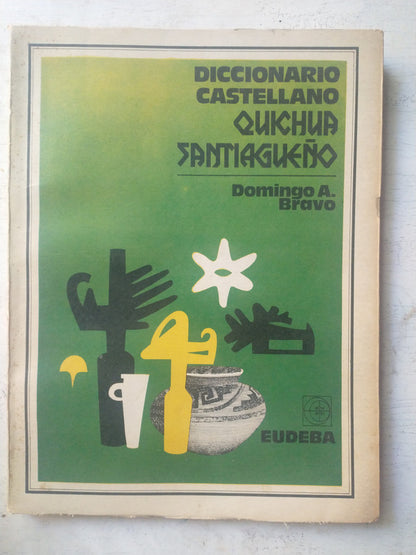 DICCIONARIO
CASTELLANO
QUICHUA
SANTIAGUEÑO
Domingo A.
Bravo
EUDEBA